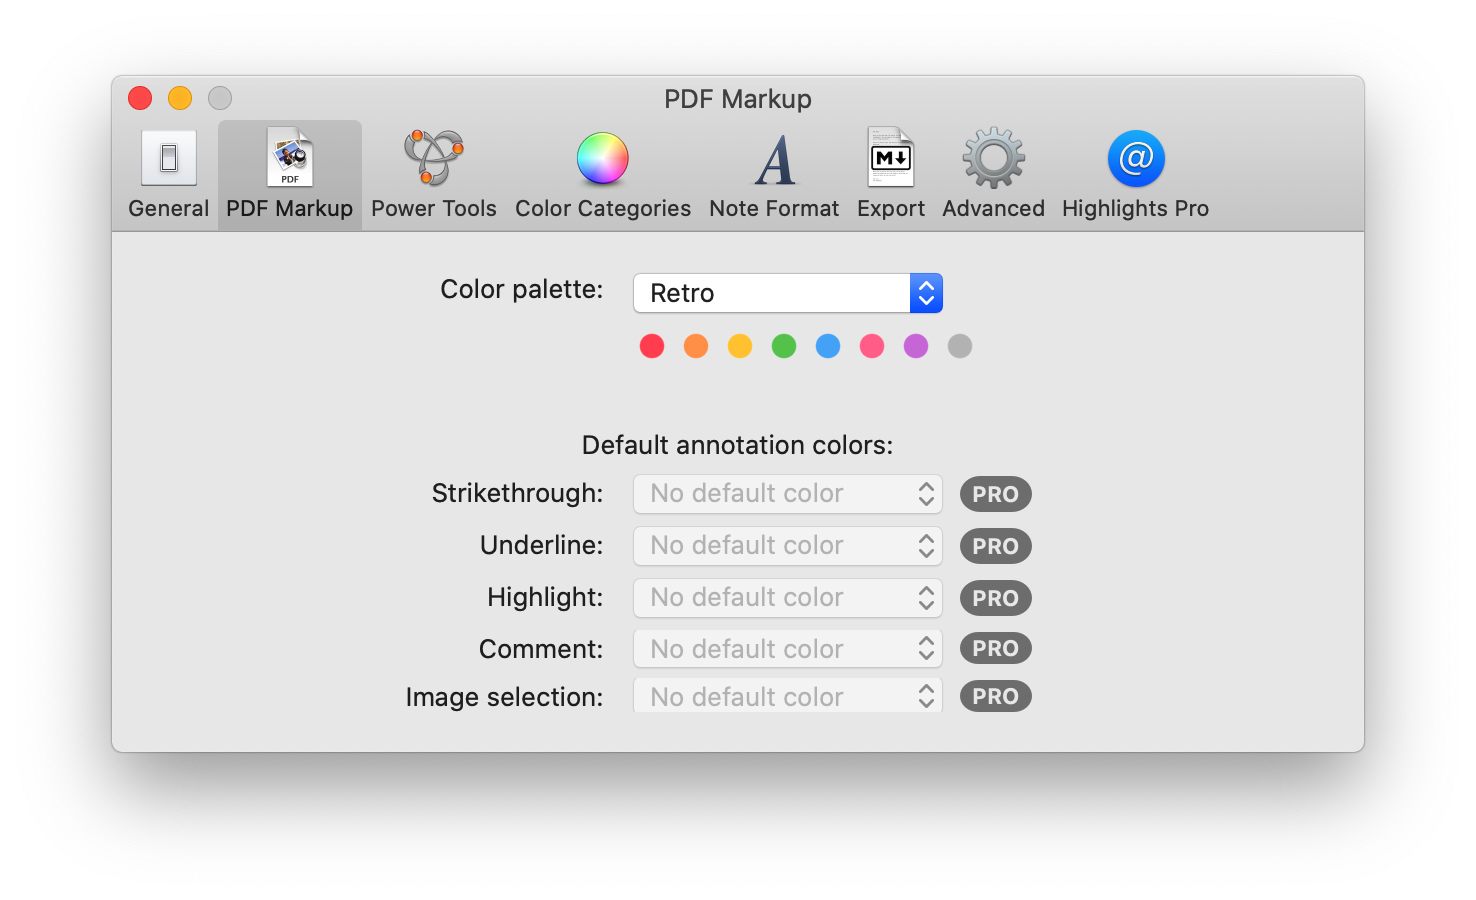 PDF Markup
PDF
M
@
General PDF Markup Power Tools Color Categories Note Format Export Advanced Highlights Pro
Color palette: Retro
Default annotation colors:
Strikethrough: No default color PRO
Underline: No default color PRO
Highlight: No default color PRO
Comment: No default color PRO
Image selection: No default color PRO